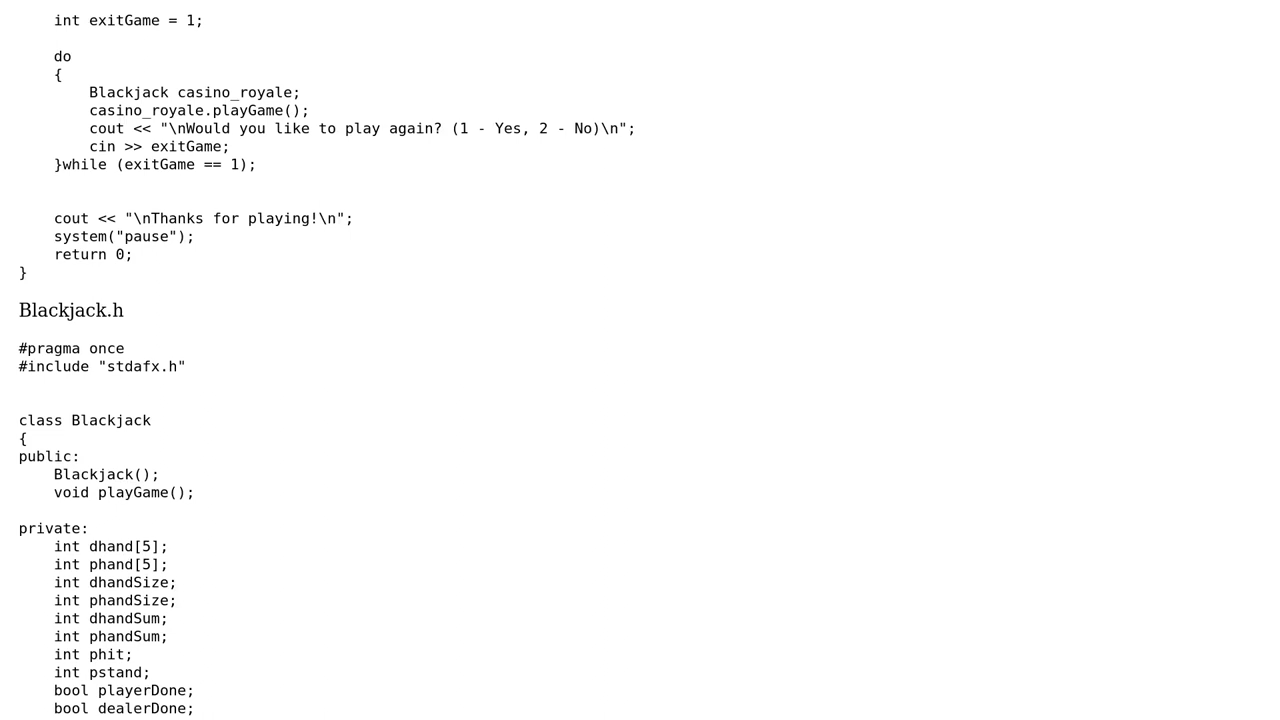 int exitGame = 1;

    do
    {
        Blackjack casino_royale;
        casino_royale.playGame();
        cout << "\nWould you like to play again? (1 - Yes, 2 - No)\n";
        cin >> exitGame;
    }while (exitGame == 1);


    cout << "\nThanks for playing!\n";
    system("pause");
    return 0;
}

Blackjack.h

#pragma once
#include "stdafx.h"


class Blackjack
{
public:
    Blackjack();
    void playGame();

private:
    int dhand[5];
    int phand[5];
    int dhandSize;
    int phandSize;
    int dhandSum;
    int phandSum;
    int phit;
    int pstand;
    bool playerDone;
    bool dealerDone;